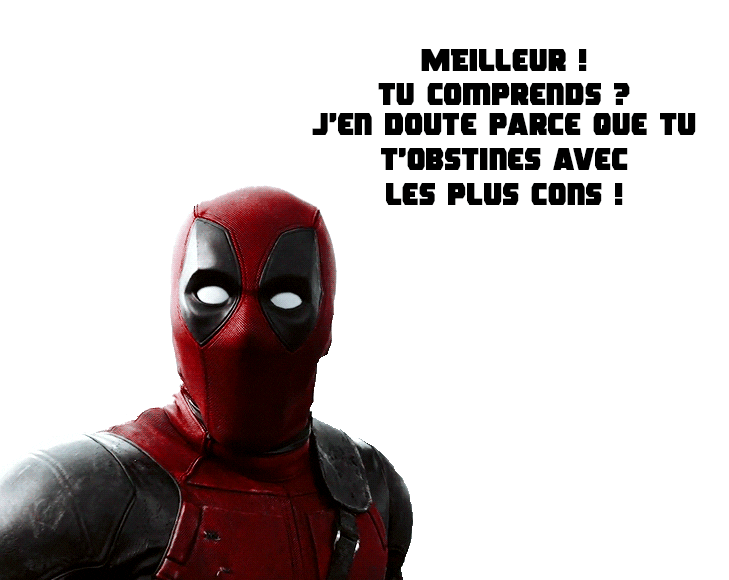 MEILLEUR !
TU COMPRENDS ?
J'EN DOUTE PARCE QUE TU
T'OBSTINES AVEC
LES PLUS CONS !